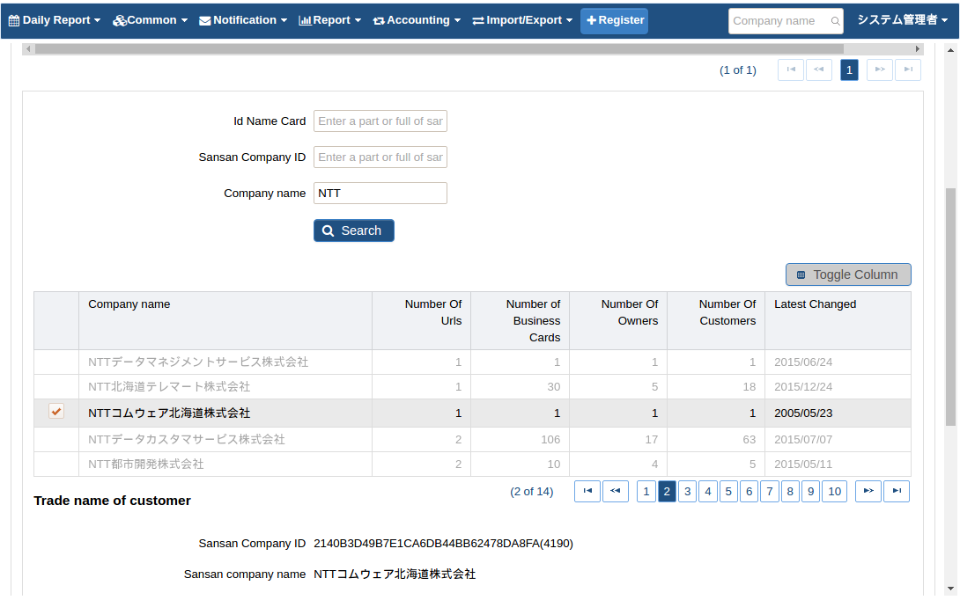 Daily Report Common Notification Report Accounting Import/Export Register Company name システム管理者
(1 of 1) 1
Id Name Card Enter a part or full of sar
Sansan Company ID Enter a part or full of sar
Company name NTT
Search
Toggle Column
Company name Number Of Urls Number of Business Cards Number Of Owners Number Of Customers Latest Changed
NTTデータマネジメントサービス株式会社 1 1 1 1 2015/06/24
NTT北海道テレマート株式会社 1 30 5 18 2015/12/24
NTTコムウェア北海道株式会社 1 1 1 1 2005/05/23
NTTデータカスタマサービス株式会社 2 106 17 63 2015/07/07
NTT都市開発株式会社 2 10 4 5 2015/05/11
(2 of 14) 1 2 3 4 5 6 7 8 9 10
Trade name of customer
Sansan Company ID 2140B3D49B7E1CA6DB44BB62478DA8FA(4190)
Sansan company name NTTコムウェア北海道株式会社